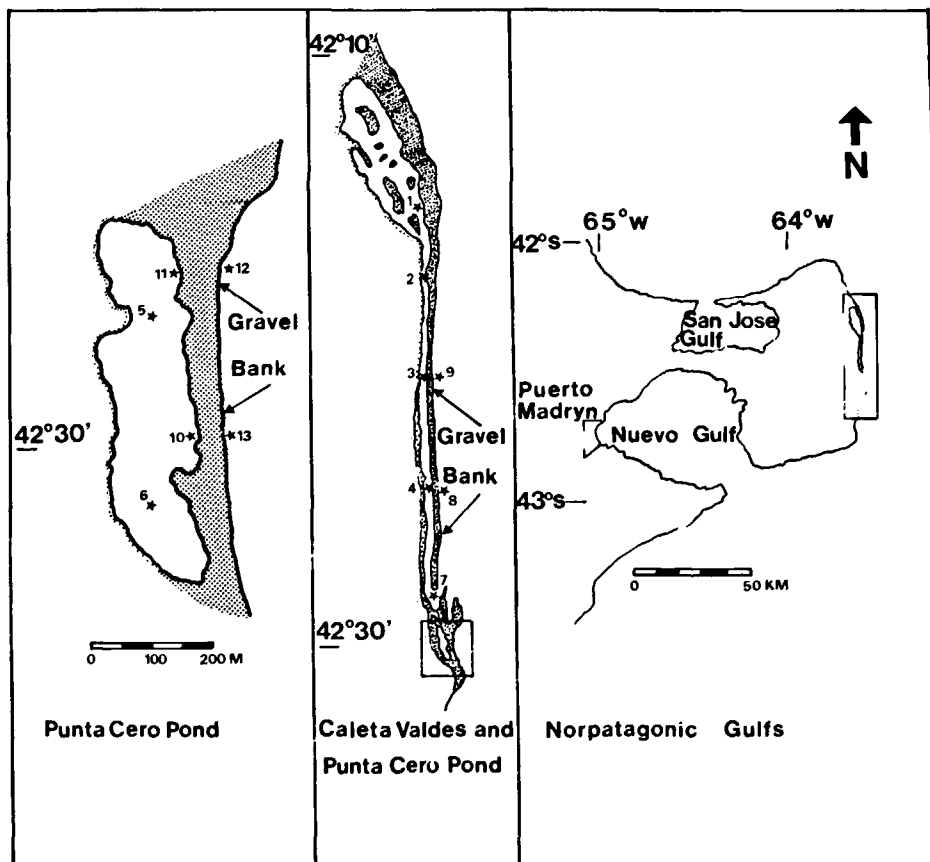 11
12
5
Gravel
Bank
42°30'
10
13
6
0 100 200 M
Punta Cero Pond
42°10'
1
2
3
9
Gravel
4
Bank
8
7
42°30'
Caleta Valdes and
Punta Cero Pond
N
65°w
64°w
42°s
San Jose
Gulf
Puerto
Madryn
Nuevo Gulf
43°s
0 50 KM
Norpatagonic Gulfs